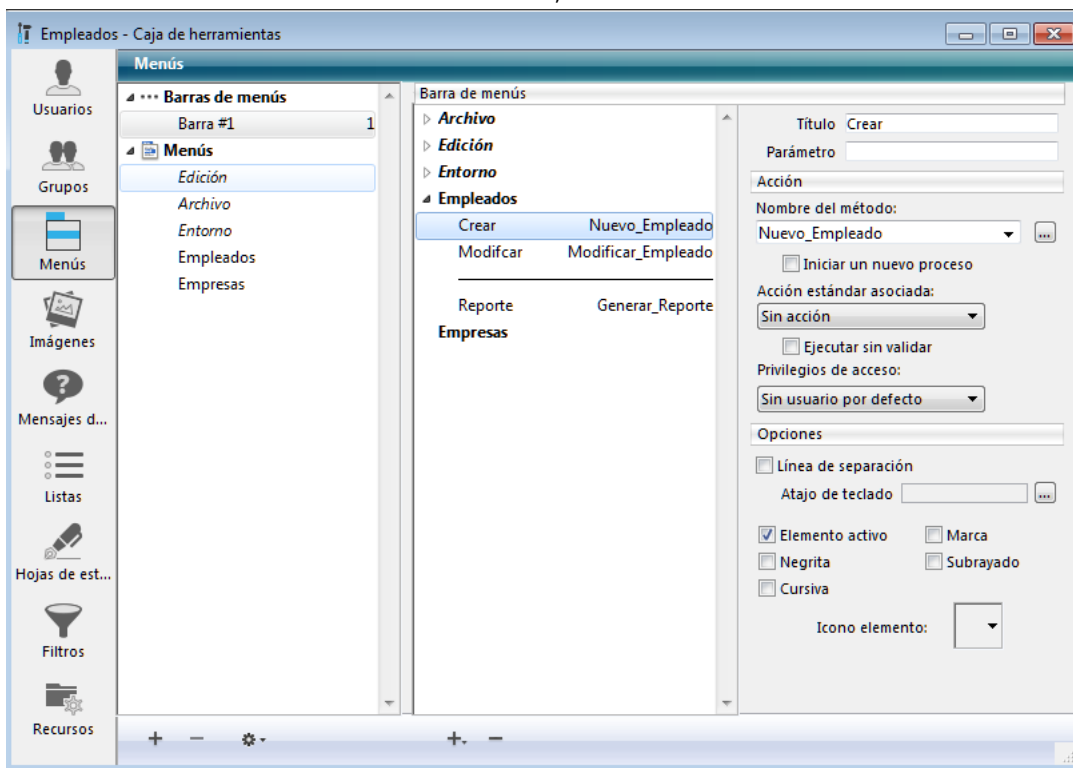 Empleados - Caja de herramientas
Menús
Usuarios
Grupos
Menús
Imágenes
Mensajes d...
Listas
Hojas de est...
Filtros
Recursos
Barras de menús
Barra #1 1
Menús
Edición
Archivo
Entorno
Empleados
Empresas
Barra de menús
Archivo
Edición
Entorno
Empleados
Crear Nuevo_Empleado
Modifcar Modificar_Empleado
Reporte Generar_Reporte
Empresas
Título Crear
Parámetro
Acción
Nombre del método:
Nuevo_Empleado ...
Iniciar un nuevo proceso
Acción estándar asociada:
Sin acción
Ejecutar sin validar
Privilegios de acceso:
Sin usuario por defecto
Opciones
Línea de separación
Atajo de teclado ...
Elemento activo Marca
Negrita Subrayado
Cursiva
Icono elemento: